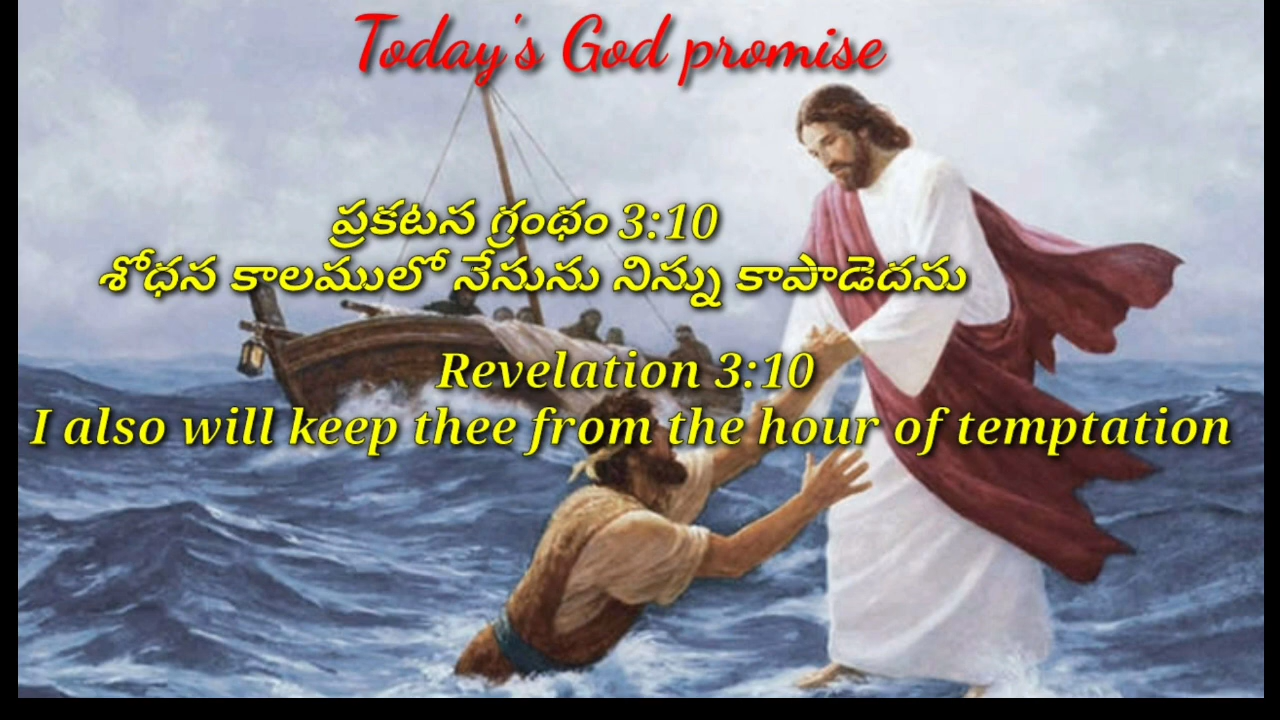 Today's God promise
ప్రకటన గ్రంథం 3:10
శోధన కాలములో నేనును నిన్ను కాపాడెదను
Revelation 3:10
I also will keep thee from the hour of temptation